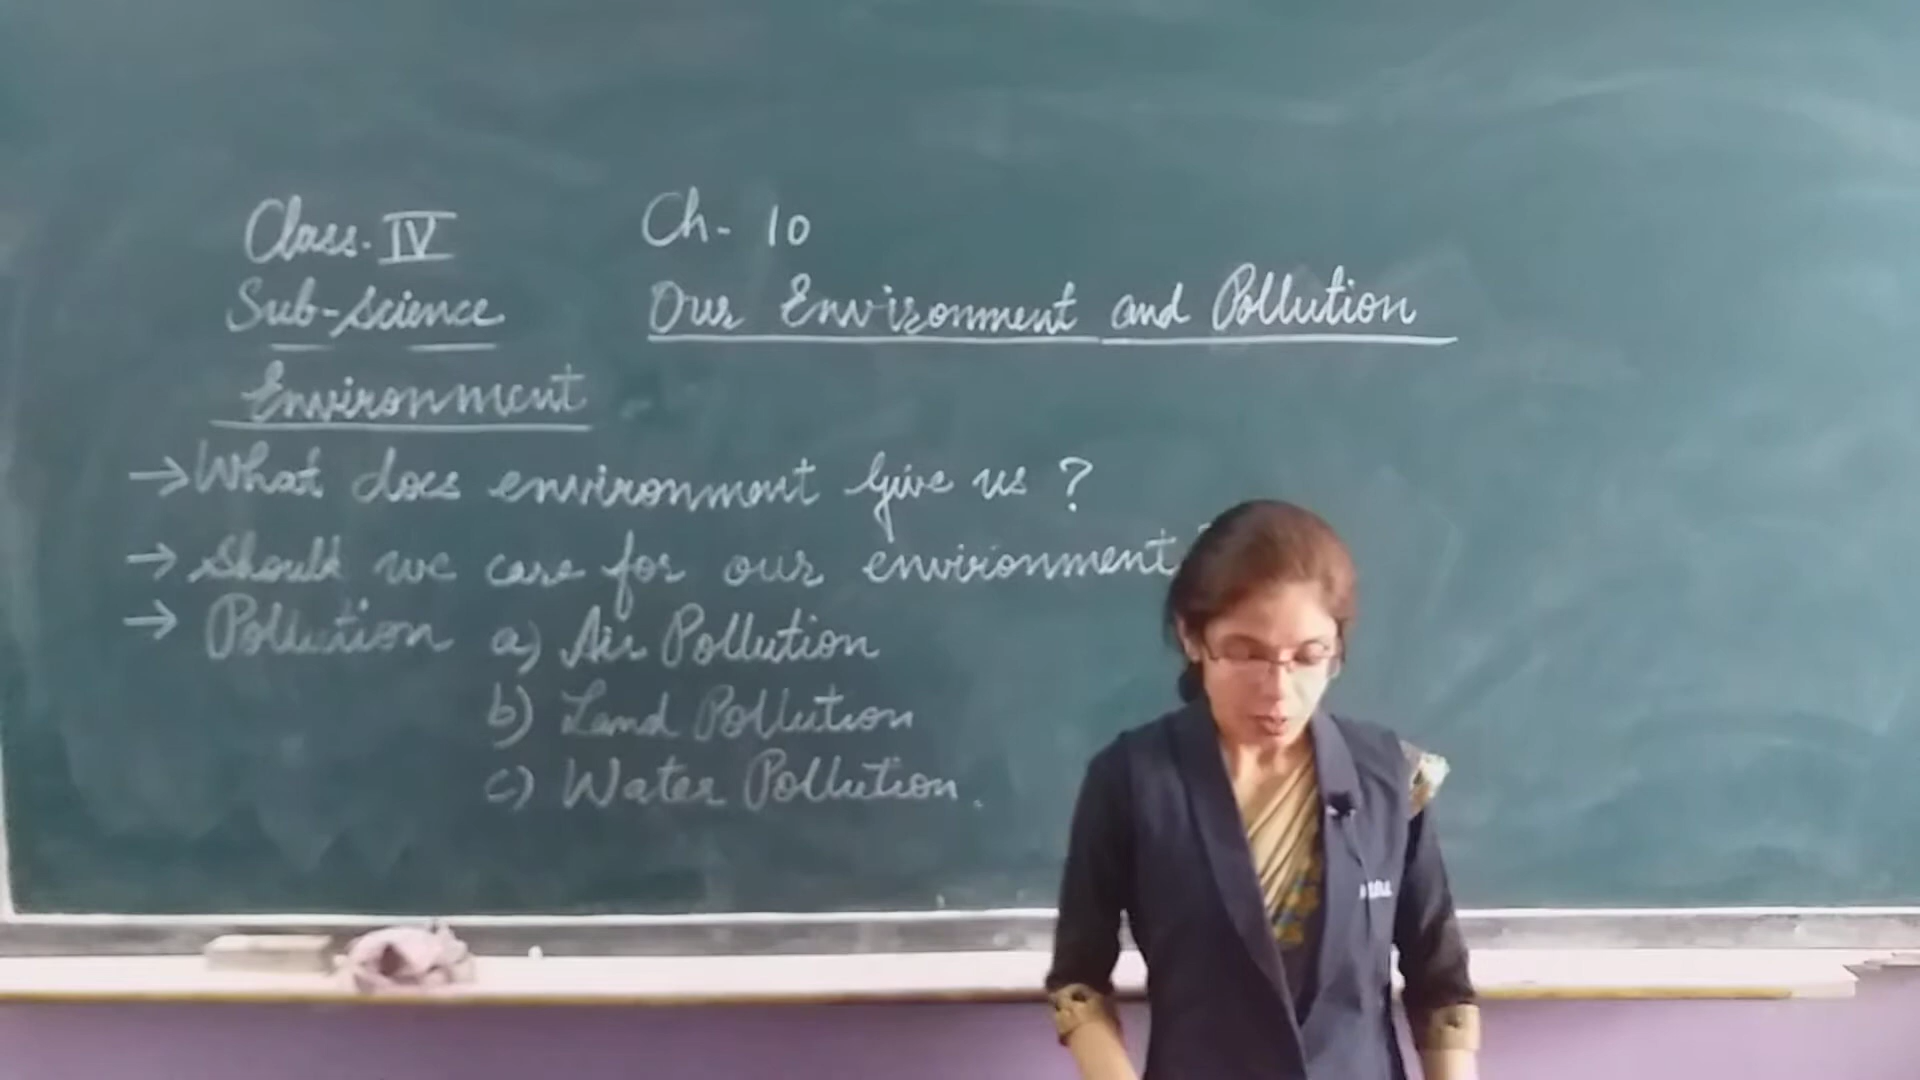 Class-IV
Ch- 10
Sub-science
Our Environment and Pollution
Environment
→What does environment give us ?
→ Should we care for our environment
→ Pollution a) Air Pollution
b) Land Pollution
c) Water Pollution.